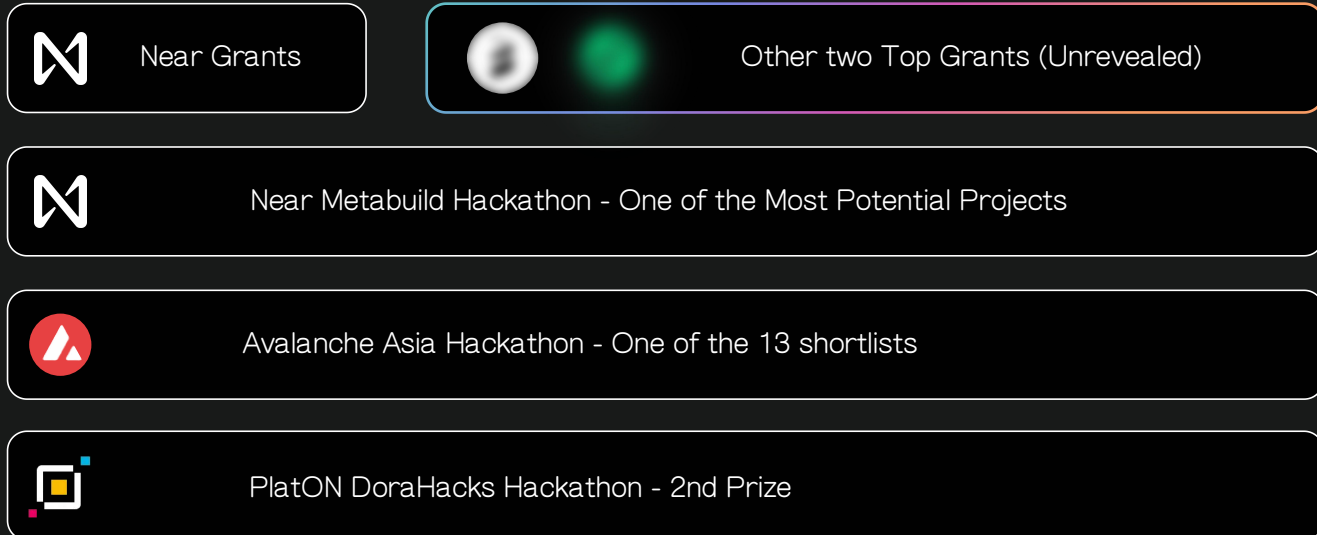 Near Grants
Other two Top Grants (Unrevealed)
Near Metabuild Hackathon - One of the Most Potential Projects
Avalanche Asia Hackathon - One of the 13 shortlists
PlatON DoraHacks Hackathon - 2nd Prize